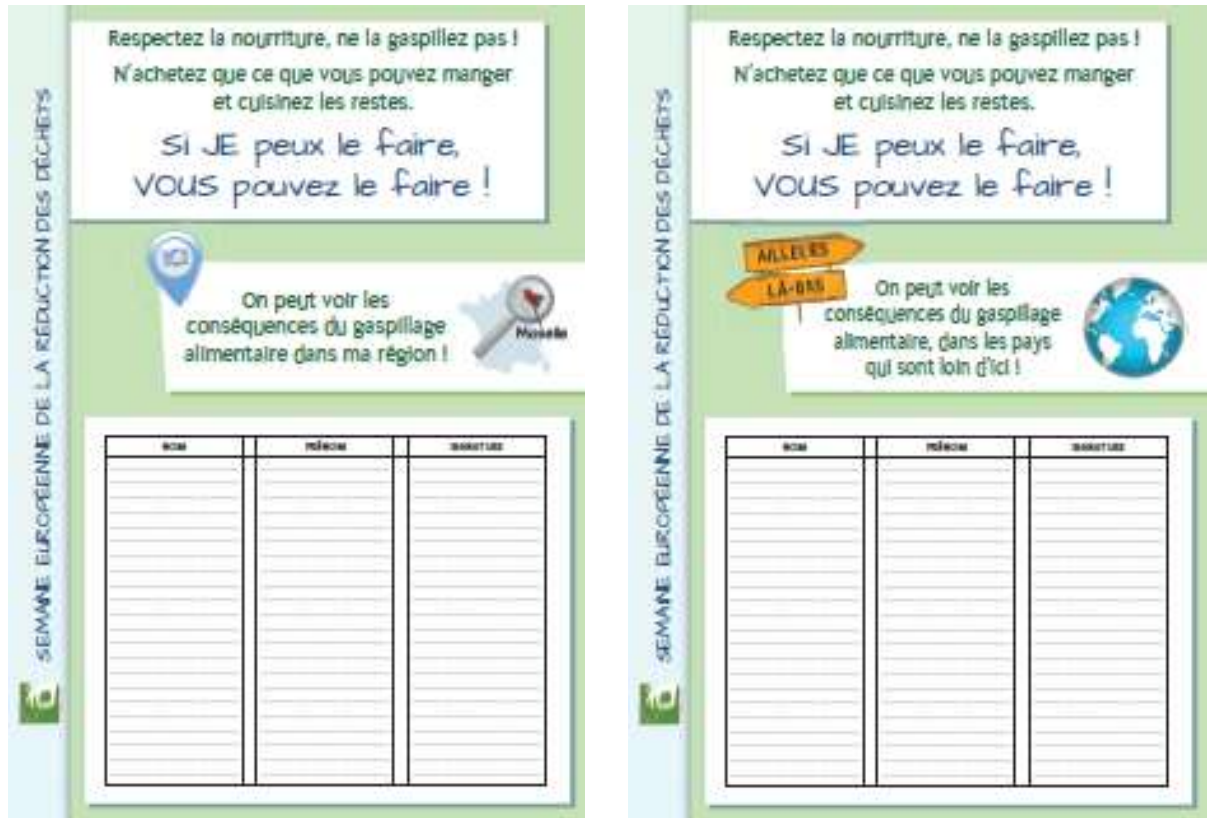 SEMAINE EUROPÉENNE DE LA RÉDUCTION DES DÉCHETS
Respectez la nourriture, ne la gaspillez pas !
N'achetez que ce que vous pouvez manger
et cuisinez les restes.
Si JE peux le faire,
VOUS pouvez le faire !
ICI
On peut voir les
conséquences du gaspillage
alimentaire dans ma région !
Moselle
NOM PRÉNOM SIGNATURE
SEMAINE EUROPÉENNE DE LA RÉDUCTION DES DÉCHETS
Respectez la nourriture, ne la gaspillez pas !
N'achetez que ce que vous pouvez manger
et cuisinez les restes.
Si JE peux le faire,
VOUS pouvez le faire !
AILLEURS
LÀ-BAS
On peut voir les
conséquences du gaspillage
alimentaire, dans les pays
qui sont loin d'ici !
NOM PRÉNOM SIGNATURE